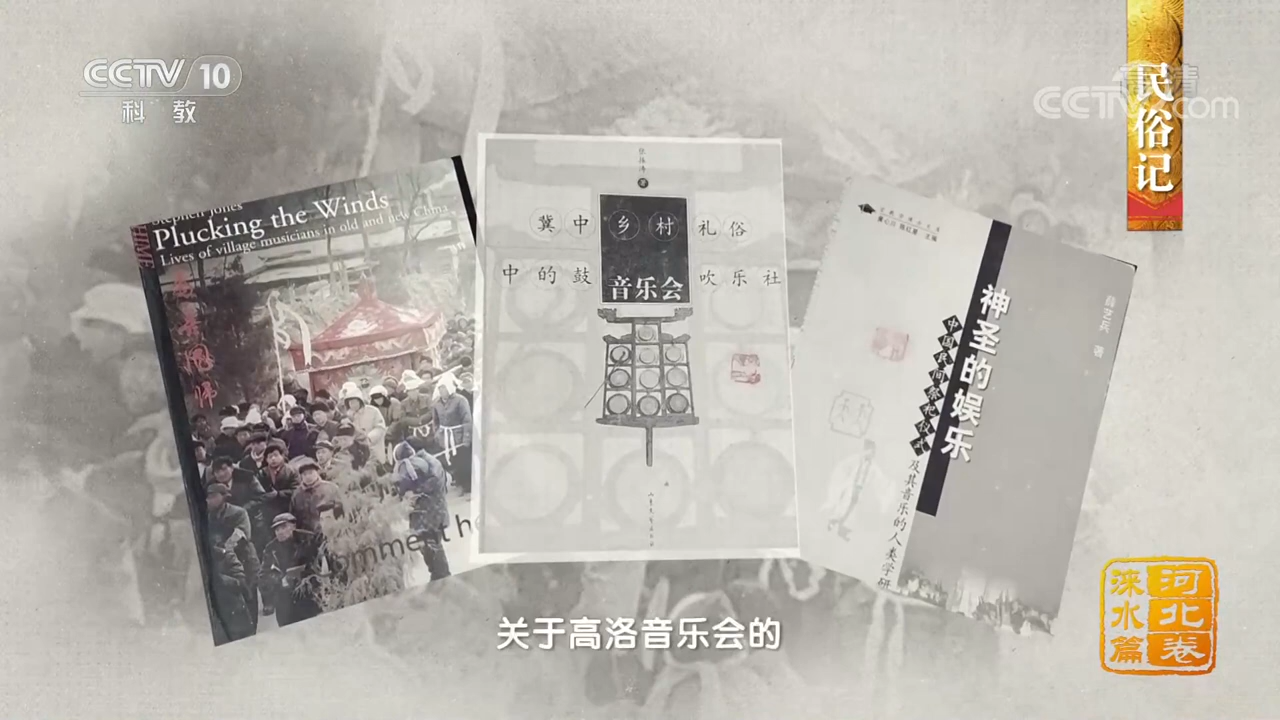 CCTV 10
科教
CCTV.com
民俗记
Stephen Jones
Plucking the Winds
Lives of village musicians in old and new China
冀中乡村礼俗
中的鼓吹乐社
音乐会
神圣的娱乐
中国民间祭祀仪式
及其音乐的人类学研
薛艺兵 著
关于高洛音乐会的
河北卷
涞水篇